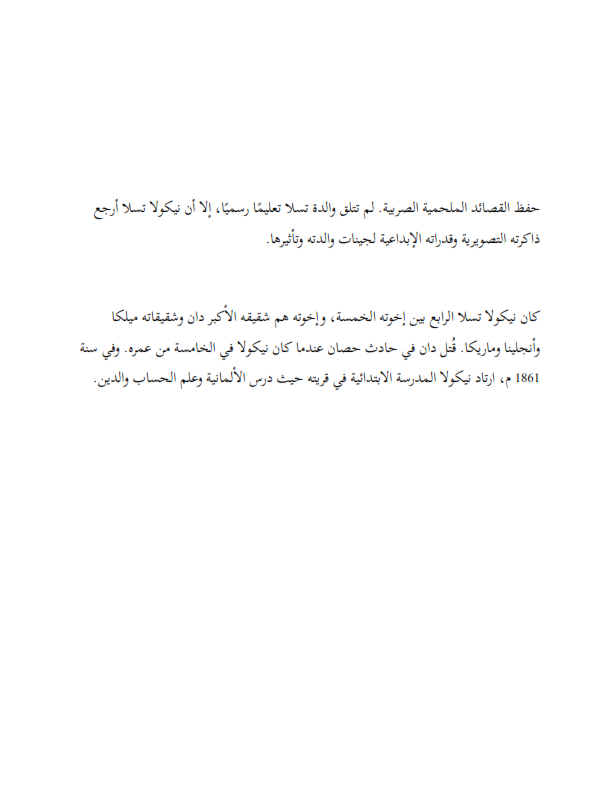 حفظ القصائد الملحمية الصربية. لم تتلق والدة تسلا تعليمًا رسميًا، إلا أن نيكولا تسلا أرجع
ذاكرته التصويرية وقدراته الإبداعية لجينات والدته وتأثيرها.
كان نيكولا تسلا الرابع بين إخوته الخمسة، وإخوته هم شقيقه الأكبر دان وشقيقاته ميلكا
وأنجلينا وماريكا. قُتل دان في حادث حصان عندما كان نيكولا في الخامسة من عمره. وفي سنة
1861 م، ارتاد نيكولا المدرسة الابتدائية في قريته حيث درس الألمانية وعلم الحساب والدين.